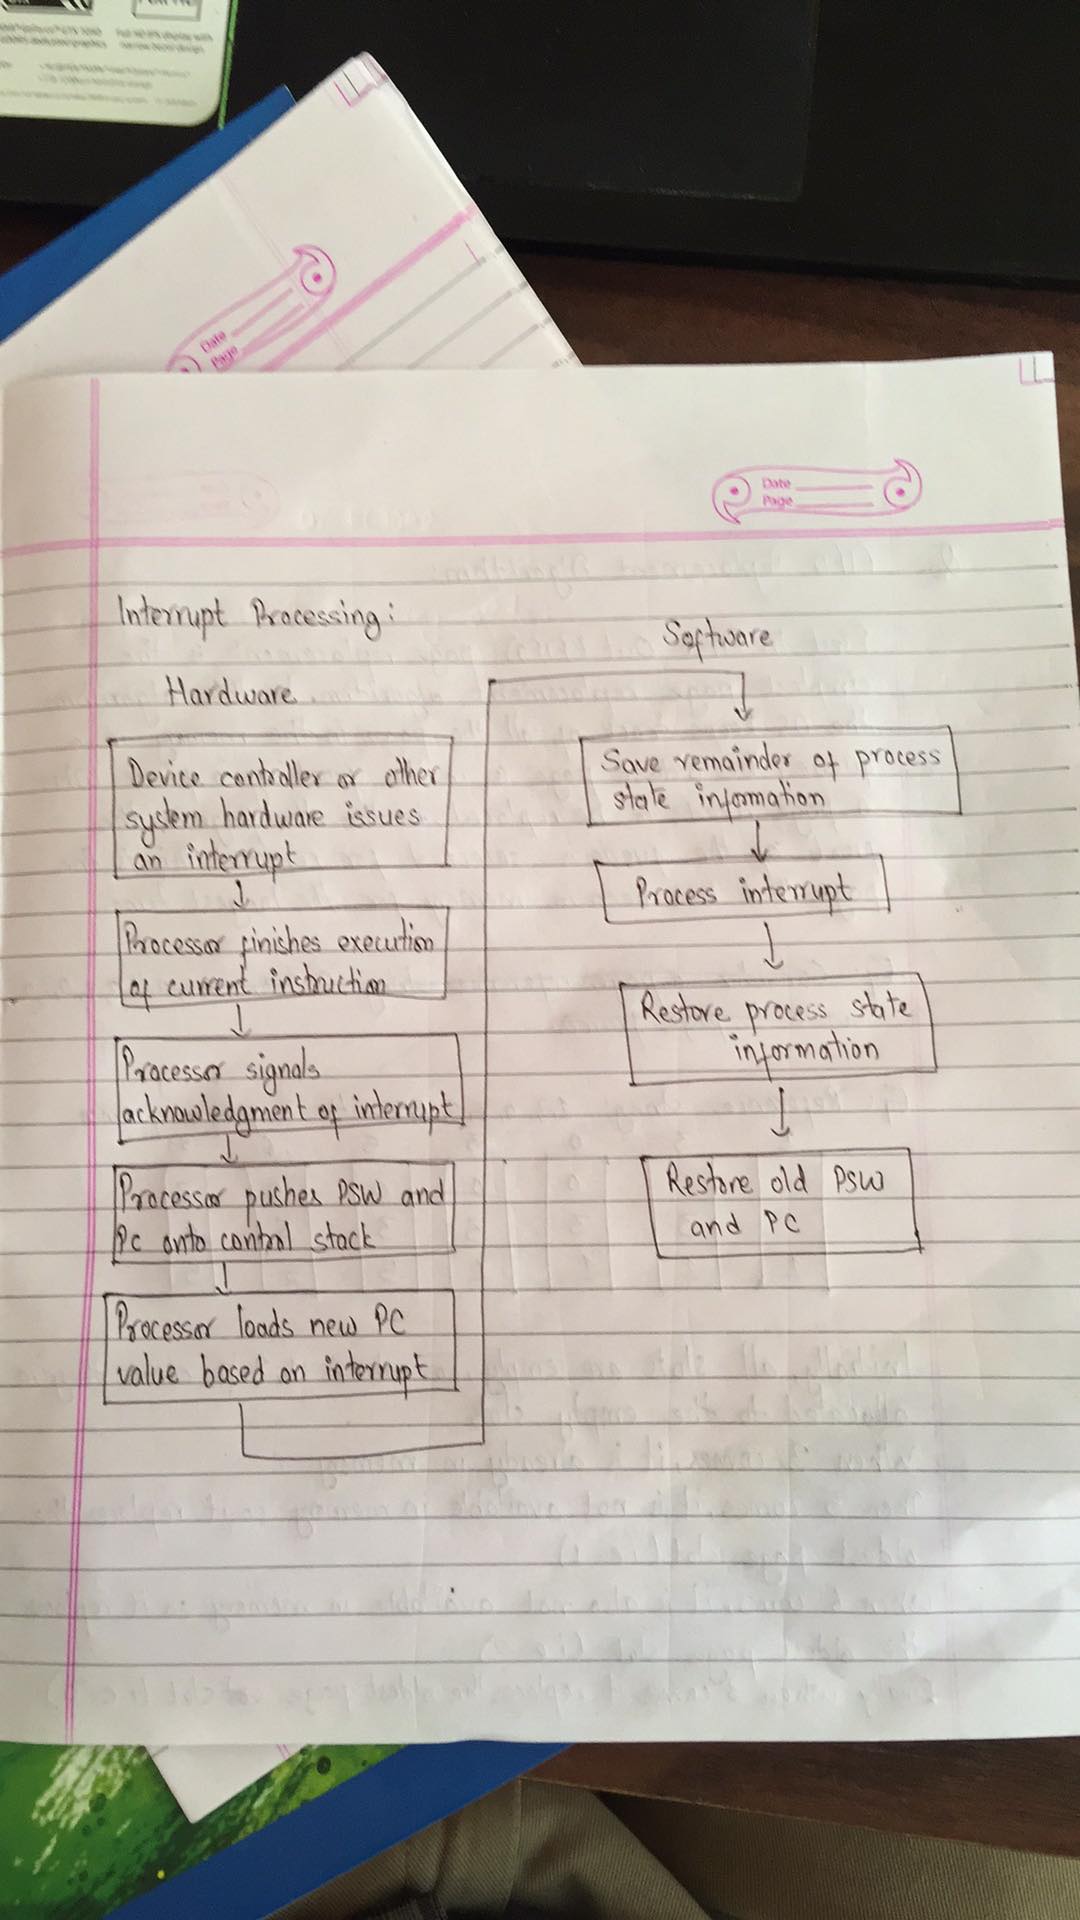 Date
Page
Date
Page
Interrupt Processing:
Hardware
Device controller or other
system hardware issues
an interrupt
Processor finishes execution
of current instruction
Processor signals
acknowledgment of interrupt
Processor pushes PSW and
Pc onto control stack
Processor loads new PC
value based on interrupt
Software
Save remainder of process
state information
Process interrupt
Restore process state
information
Restore old PSW
and PC